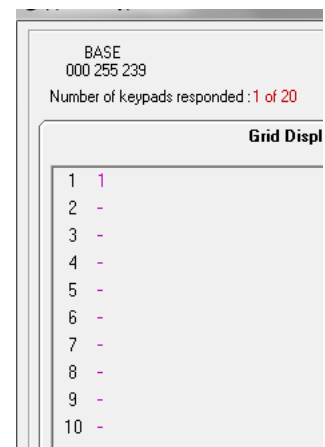 BASE
000 255 239
Number of keypads responded :1 of 20
Grid Displ
1 1
2 -
3 -
4 -
5 -
6 -
7 -
8 -
9 -
10 -